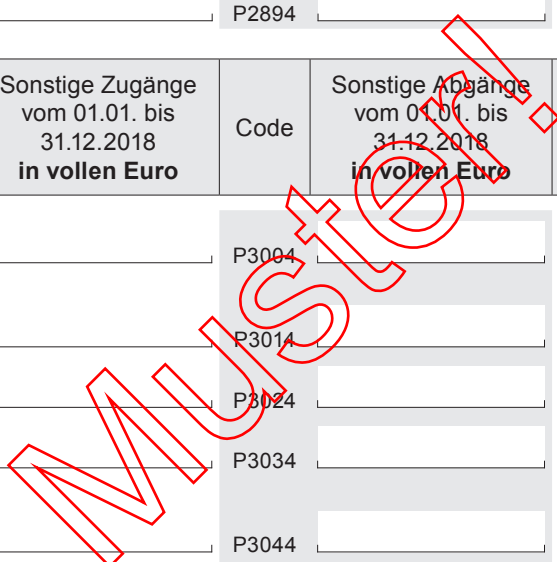 P2894
Sonstige Zugänge
vom 01.01. bis
31.12.2018
in vollen Euro
Code
Sonstige Abgänge
vom 01.01. bis
31.12.2018
in vollen Euro
P3004
P3014
P3024
P3034
P3044
Muster!